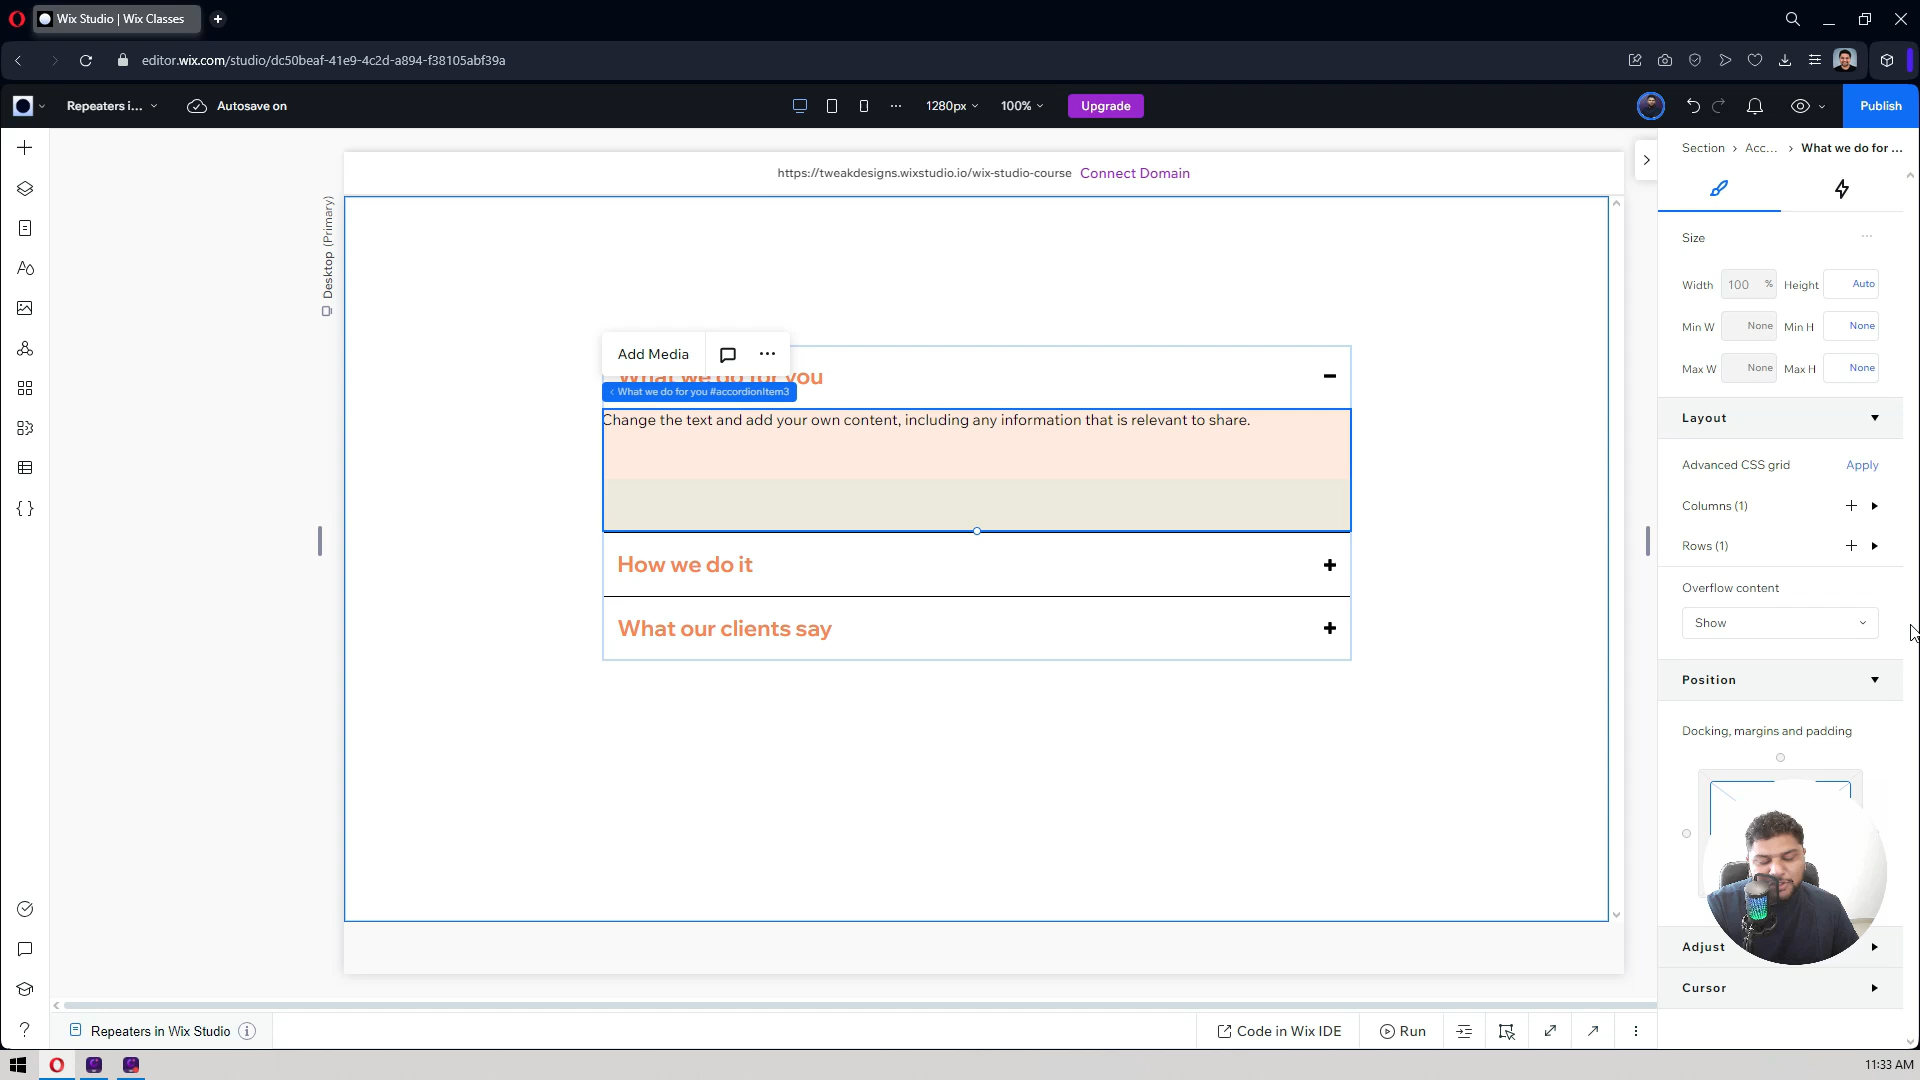 Wix Studio | Wix Classes
editor.wix.com/studio/dc50beaf-41e9-4c2d-a894-f38105abf39a
Repeaters i...
Autosave on
1280px
100%
Upgrade
Publish
Section > Acc... > What we do for ...
https://tweakdesigns.wixstudio.io/wix-studio-course Connect Domain
Desktop (Primary)
Size
Width 100 % Height Auto
Min W None Min H None
Max W None Max H None
Add Media
What we do for you
What we do for you #accordionItem3
Change the text and add your own content, including any information that is relevant to share.
How we do it
What our clients say
Layout
Advanced CSS grid Apply
Columns (1)
Rows (1)
Overflow content
Show
Position
Docking, margins and padding
Adjust
Cursor
Repeaters in Wix Studio
Code in Wix IDE
Run
11:33 AM